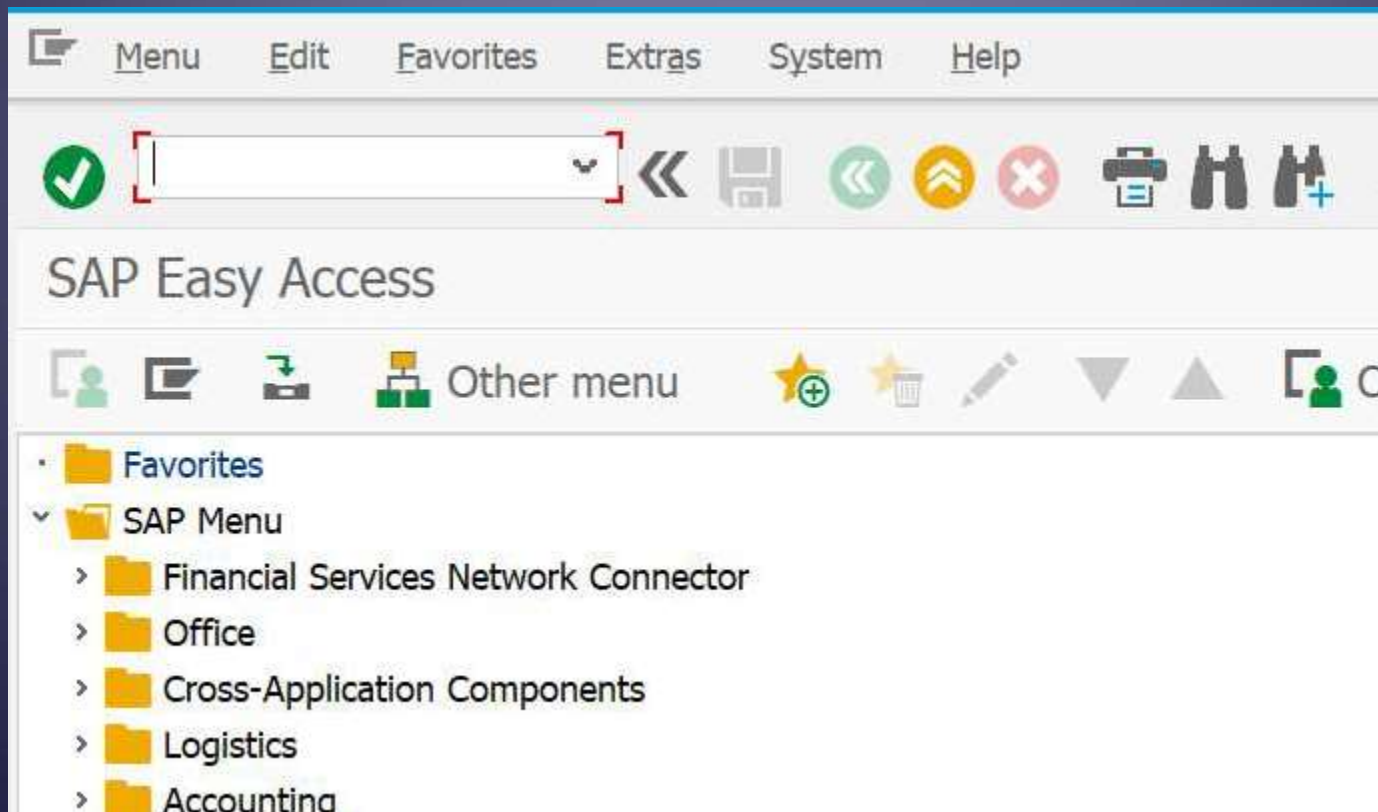 Menu Edit Favorites Extras System Help
SAP Easy Access
Other menu
Favorites
SAP Menu
Financial Services Network Connector
Office
Cross-Application Components
Logistics
Accounting